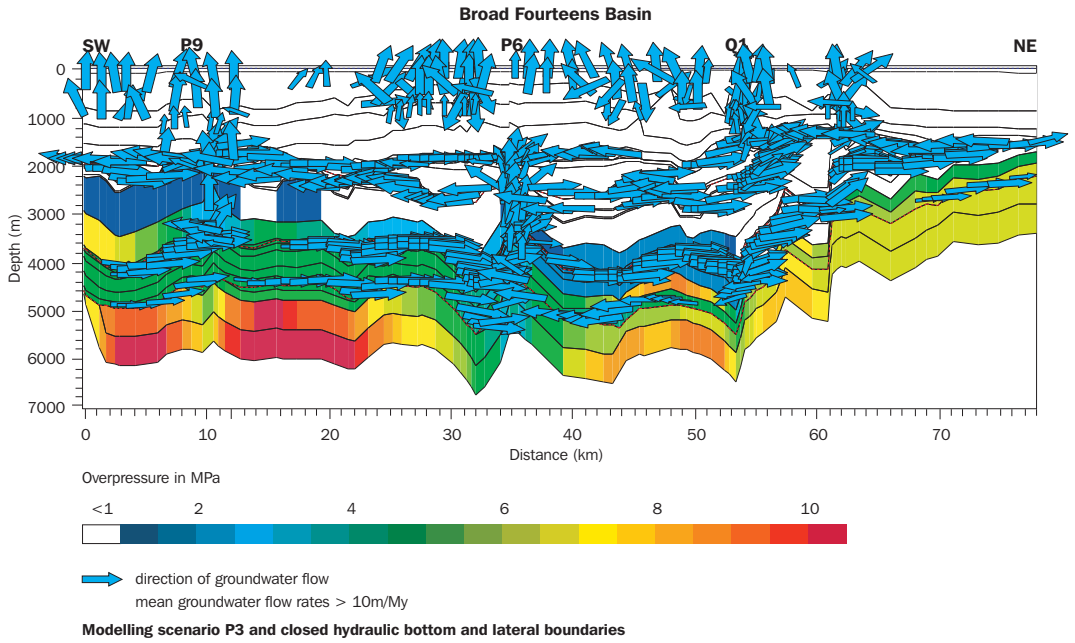 Broad Fourteens Basin
SW P9 P6 Q1 NE
0
1000
2000
3000
4000
5000
6000
7000
Depth (m)
0 10 20 30 40 50 60 70
Distance (km)
Overpressure in MPa
<1 2 4 6 8 10
direction of groundwater flow
mean groundwater flow rates > 10m/My
Modelling scenario P3 and closed hydraulic bottom and lateral boundaries